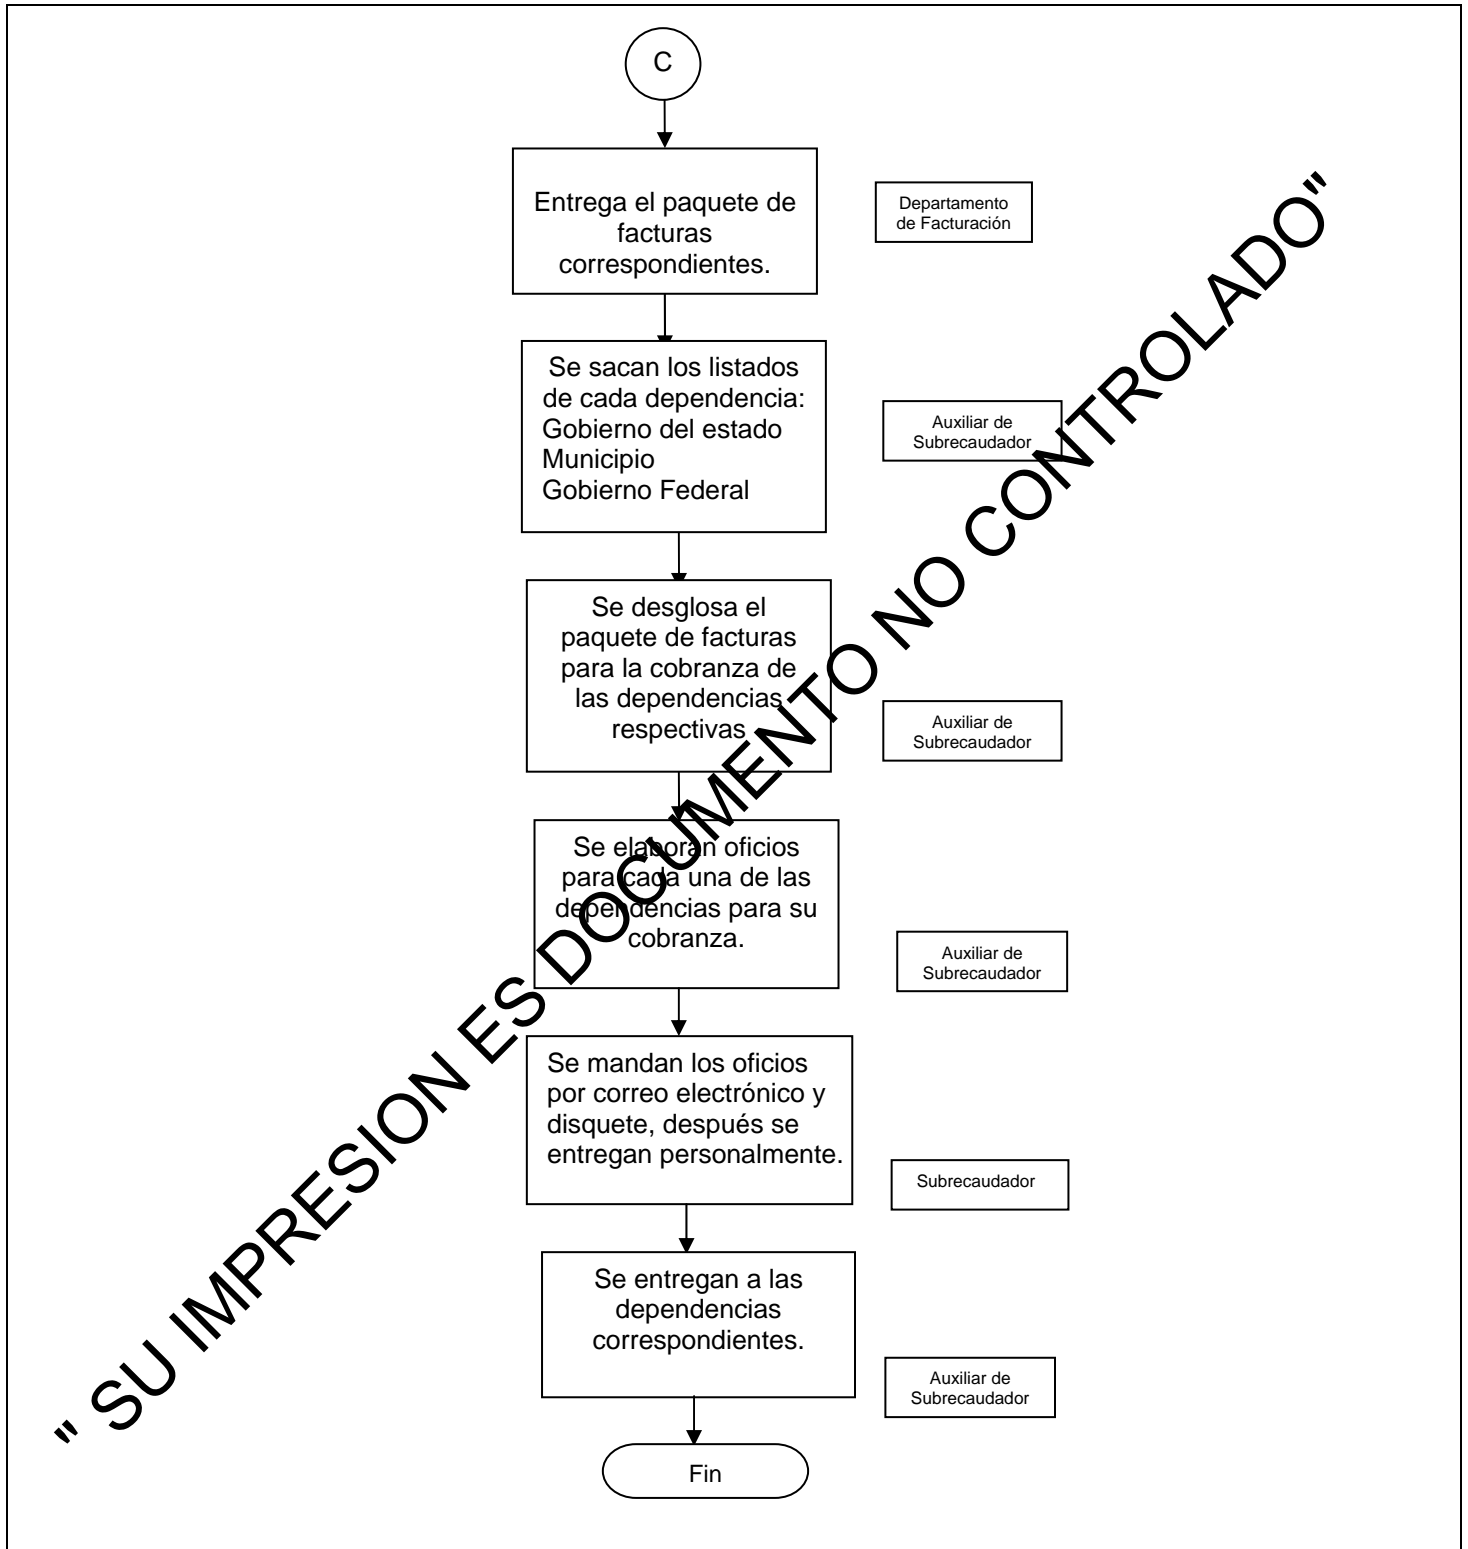 C
Entrega el paquete de
facturas
correspondientes.
Departamento
de Facturación
Se sacan los listados
de cada dependencia:
Gobierno del estado
Municipio
Gobierno Federal
Auxiliar de
Subrecaudador
Se desglosa el
paquete de facturas
para la cobranza de
las dependencias
respectivas
Auxiliar de
Subrecaudador
Se elaboran oficios
para cada una de las
dependencias para su
cobranza.
Auxiliar de
Subrecaudador
Se mandan los oficios
por correo electrónico y
disquete, después se
entregan personalmente.
Subrecaudador
Se entregan a las
dependencias
correspondientes.
Auxiliar de
Subrecaudador
Fin
" SU IMPRESION ES DOCUMENTO NO CONTROLADO"